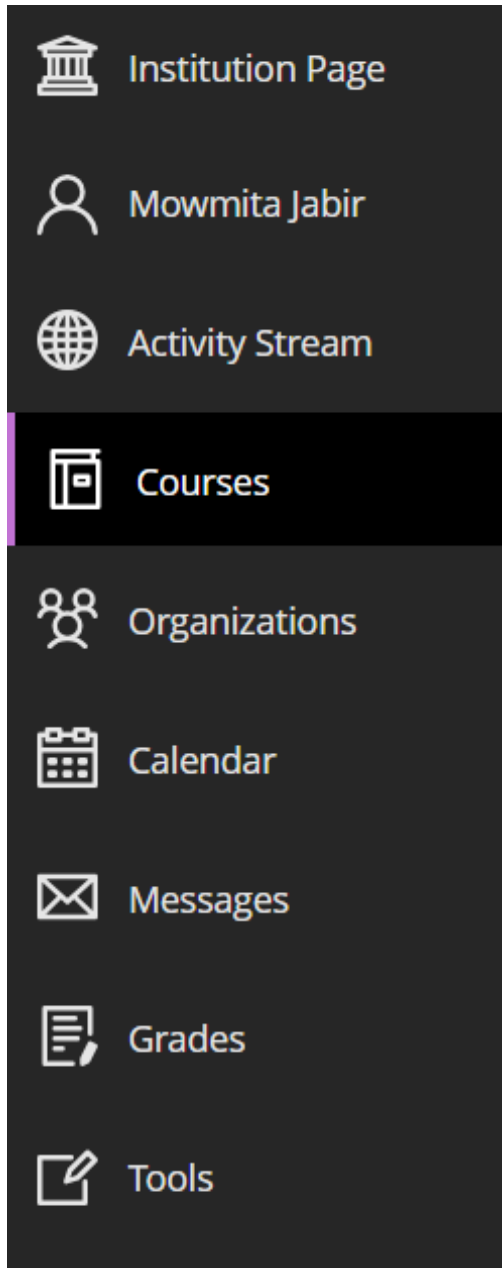 Institution Page
Mowmita Jabir
Activity Stream
Courses
Organizations
Calendar
Messages
Grades
Tools